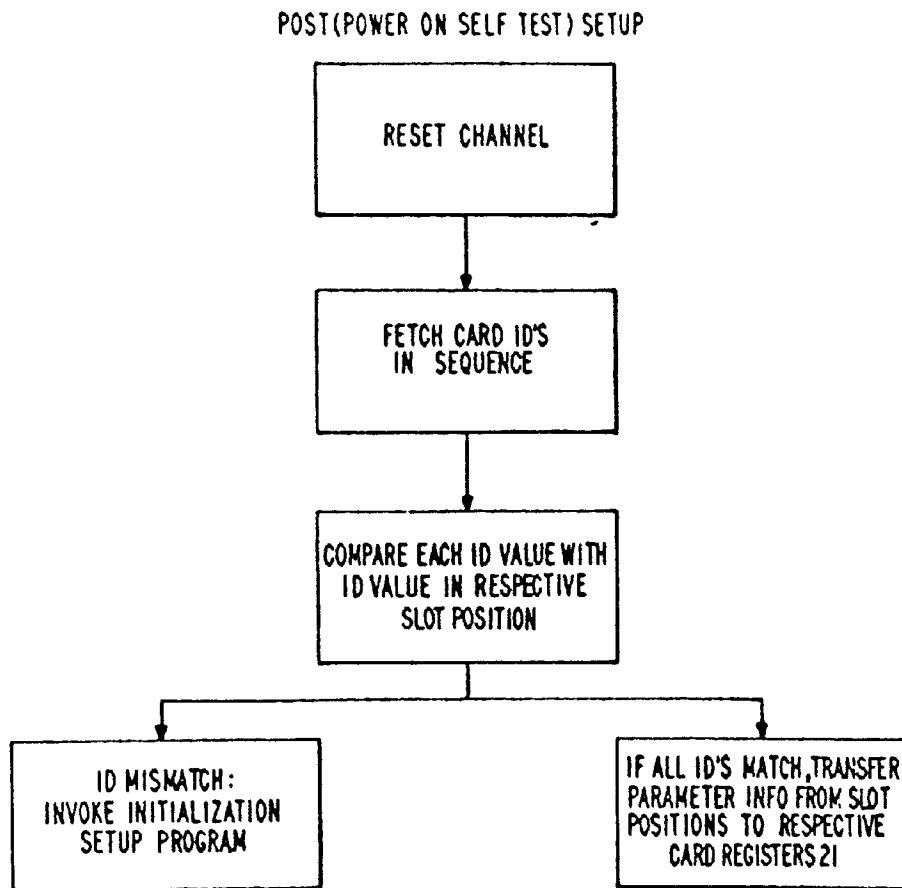 POST(POWER ON SELF TEST) SETUP
RESET CHANNEL
FETCH CARD ID'S
IN SEQUENCE
COMPARE EACH ID VALUE WITH
ID VALUE IN RESPECTIVE
SLOT POSITION
ID MISMATCH:
INVOKE INITIALIZATION
SETUP PROGRAM
IF ALL ID'S MATCH,TRANSFER
PARAMETER INFO FROM SLOT
POSITIONS TO RESPECTIVE
CARD REGISTERS 21